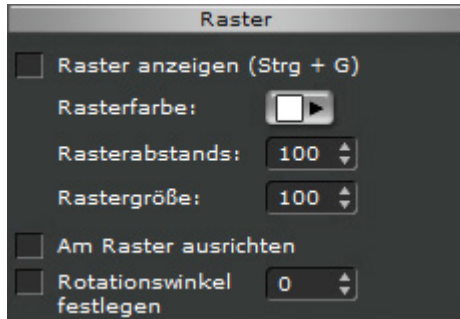 Raster
Raster anzeigen (Strg + G)
Rasterfarbe:
Rasterabstands: 100
Rastergröße: 100
Am Raster ausrichten
Rotationswinkel 0
festlegen